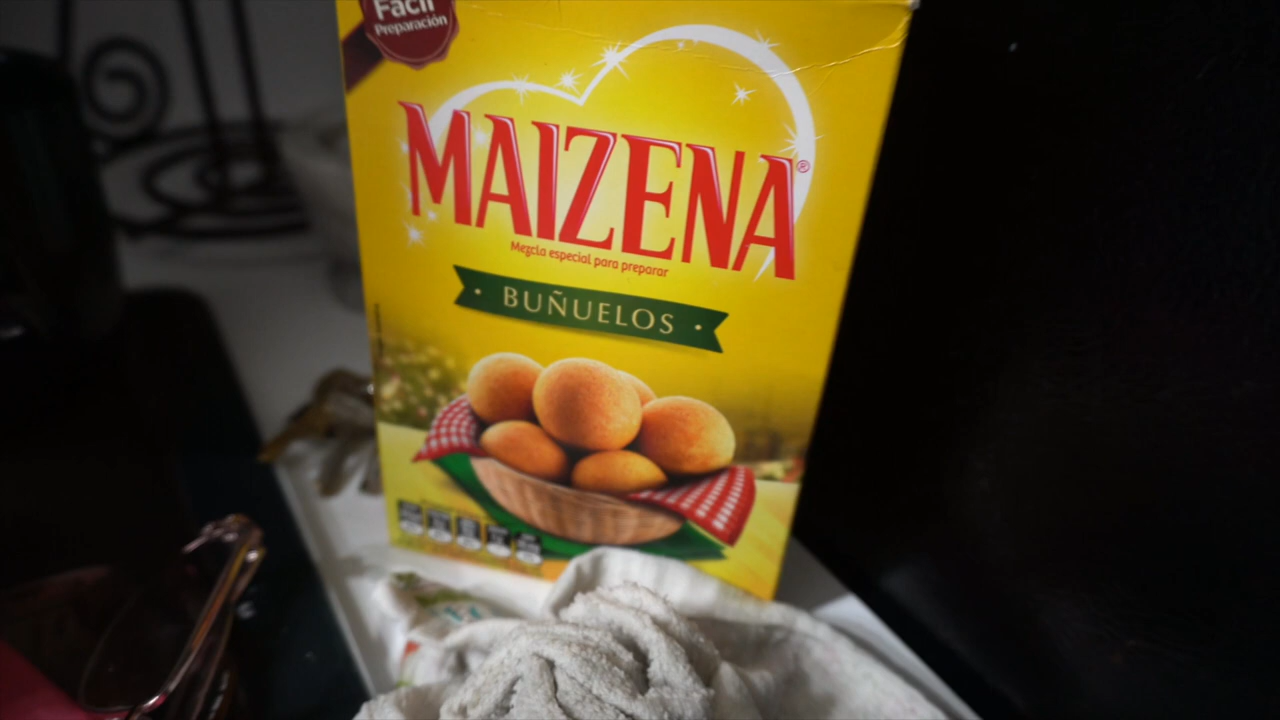 Fácil
Preparación
MAIZENA®
Mezcla especial para preparar
• BUÑUELOS •